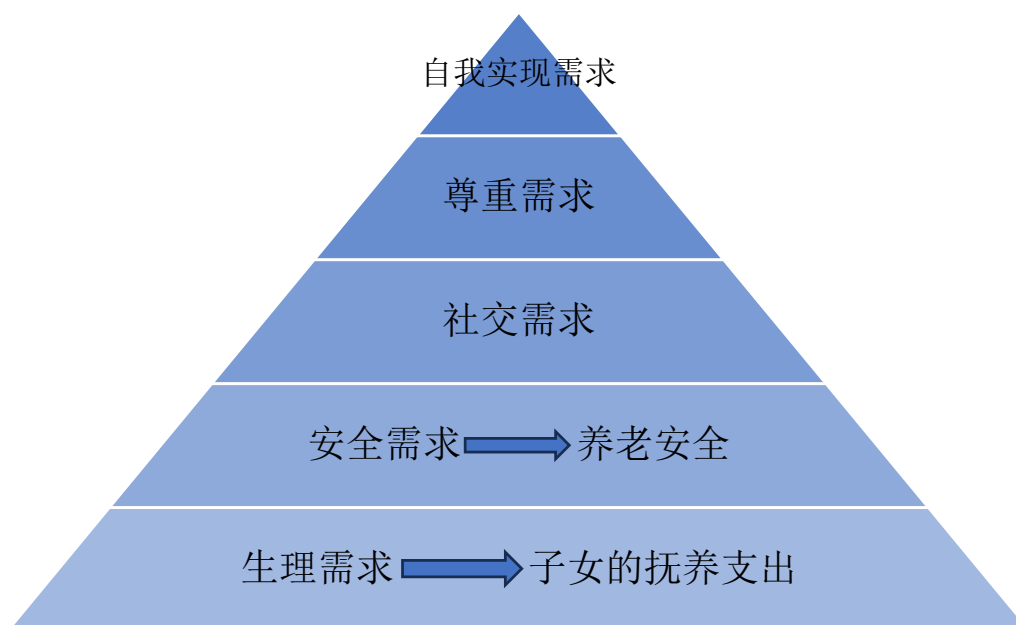 自我实现需求
尊重需求
社交需求
安全需求 养老安全
生理需求 子女的抚养支出